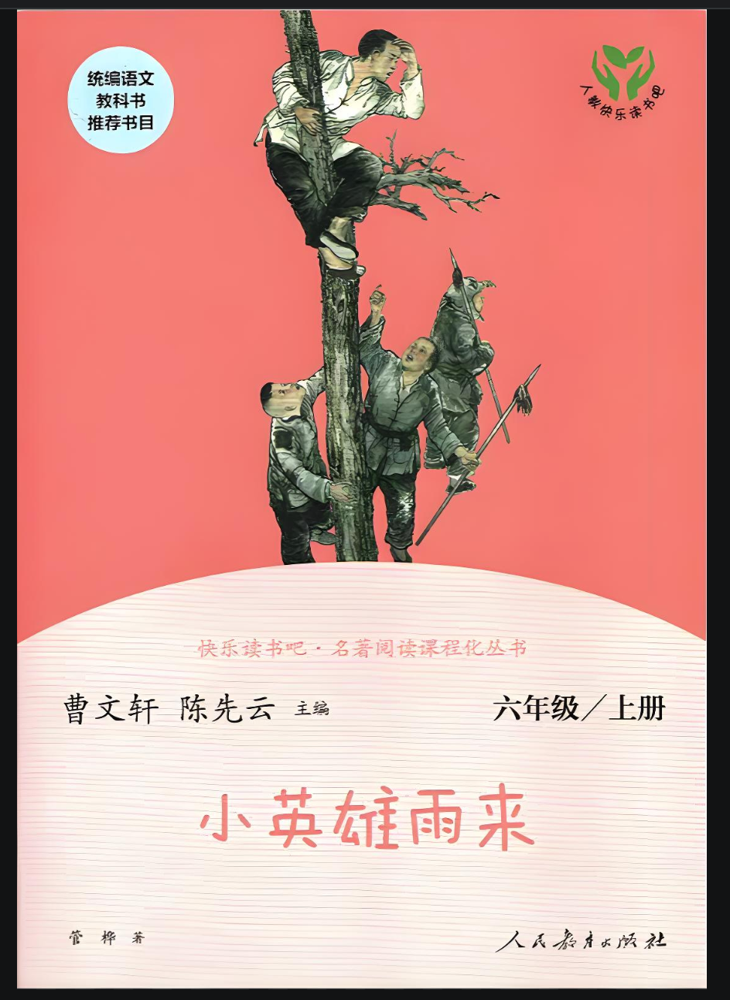 统编语文
教科书
推荐书目
人教快乐读书吧
快乐读书吧·名著阅读课程化丛书
曹文轩 陈先云 主编
六年级／上册
小英雄雨来
管桦 著
人民教育出版社